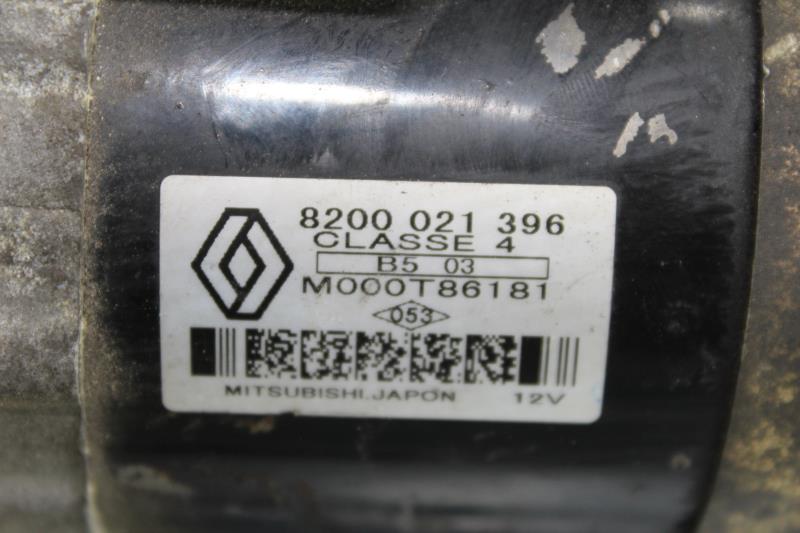 8200 021 396
CLASSE 4
B5 03
M000T86181
053
MITSUBISHI.JAPON 12V